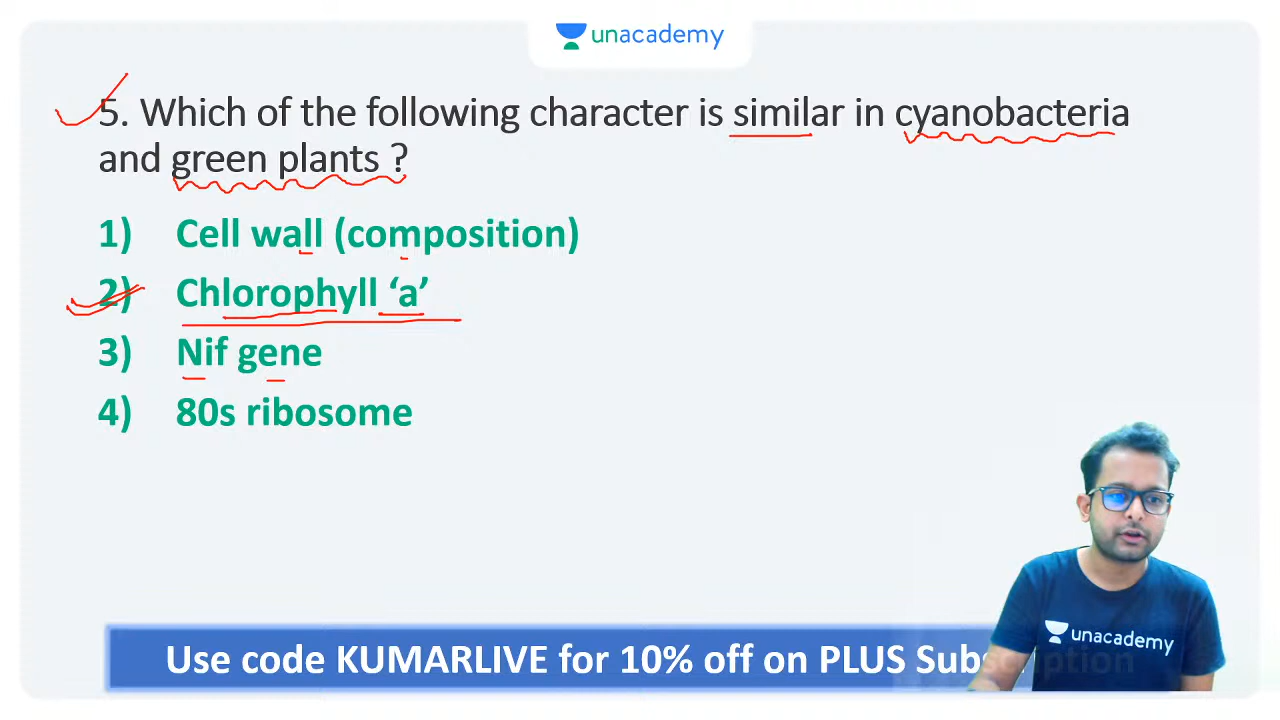 unacademy
5. Which of the following character is similar in cyanobacteria
and green plants ?
1) Cell wall (composition)
2) Chlorophyll ‘a’
3) Nif gene
4) 80s ribosome
unacademy
Use code KUMARLIVE for 10% off on PLUS Subscription